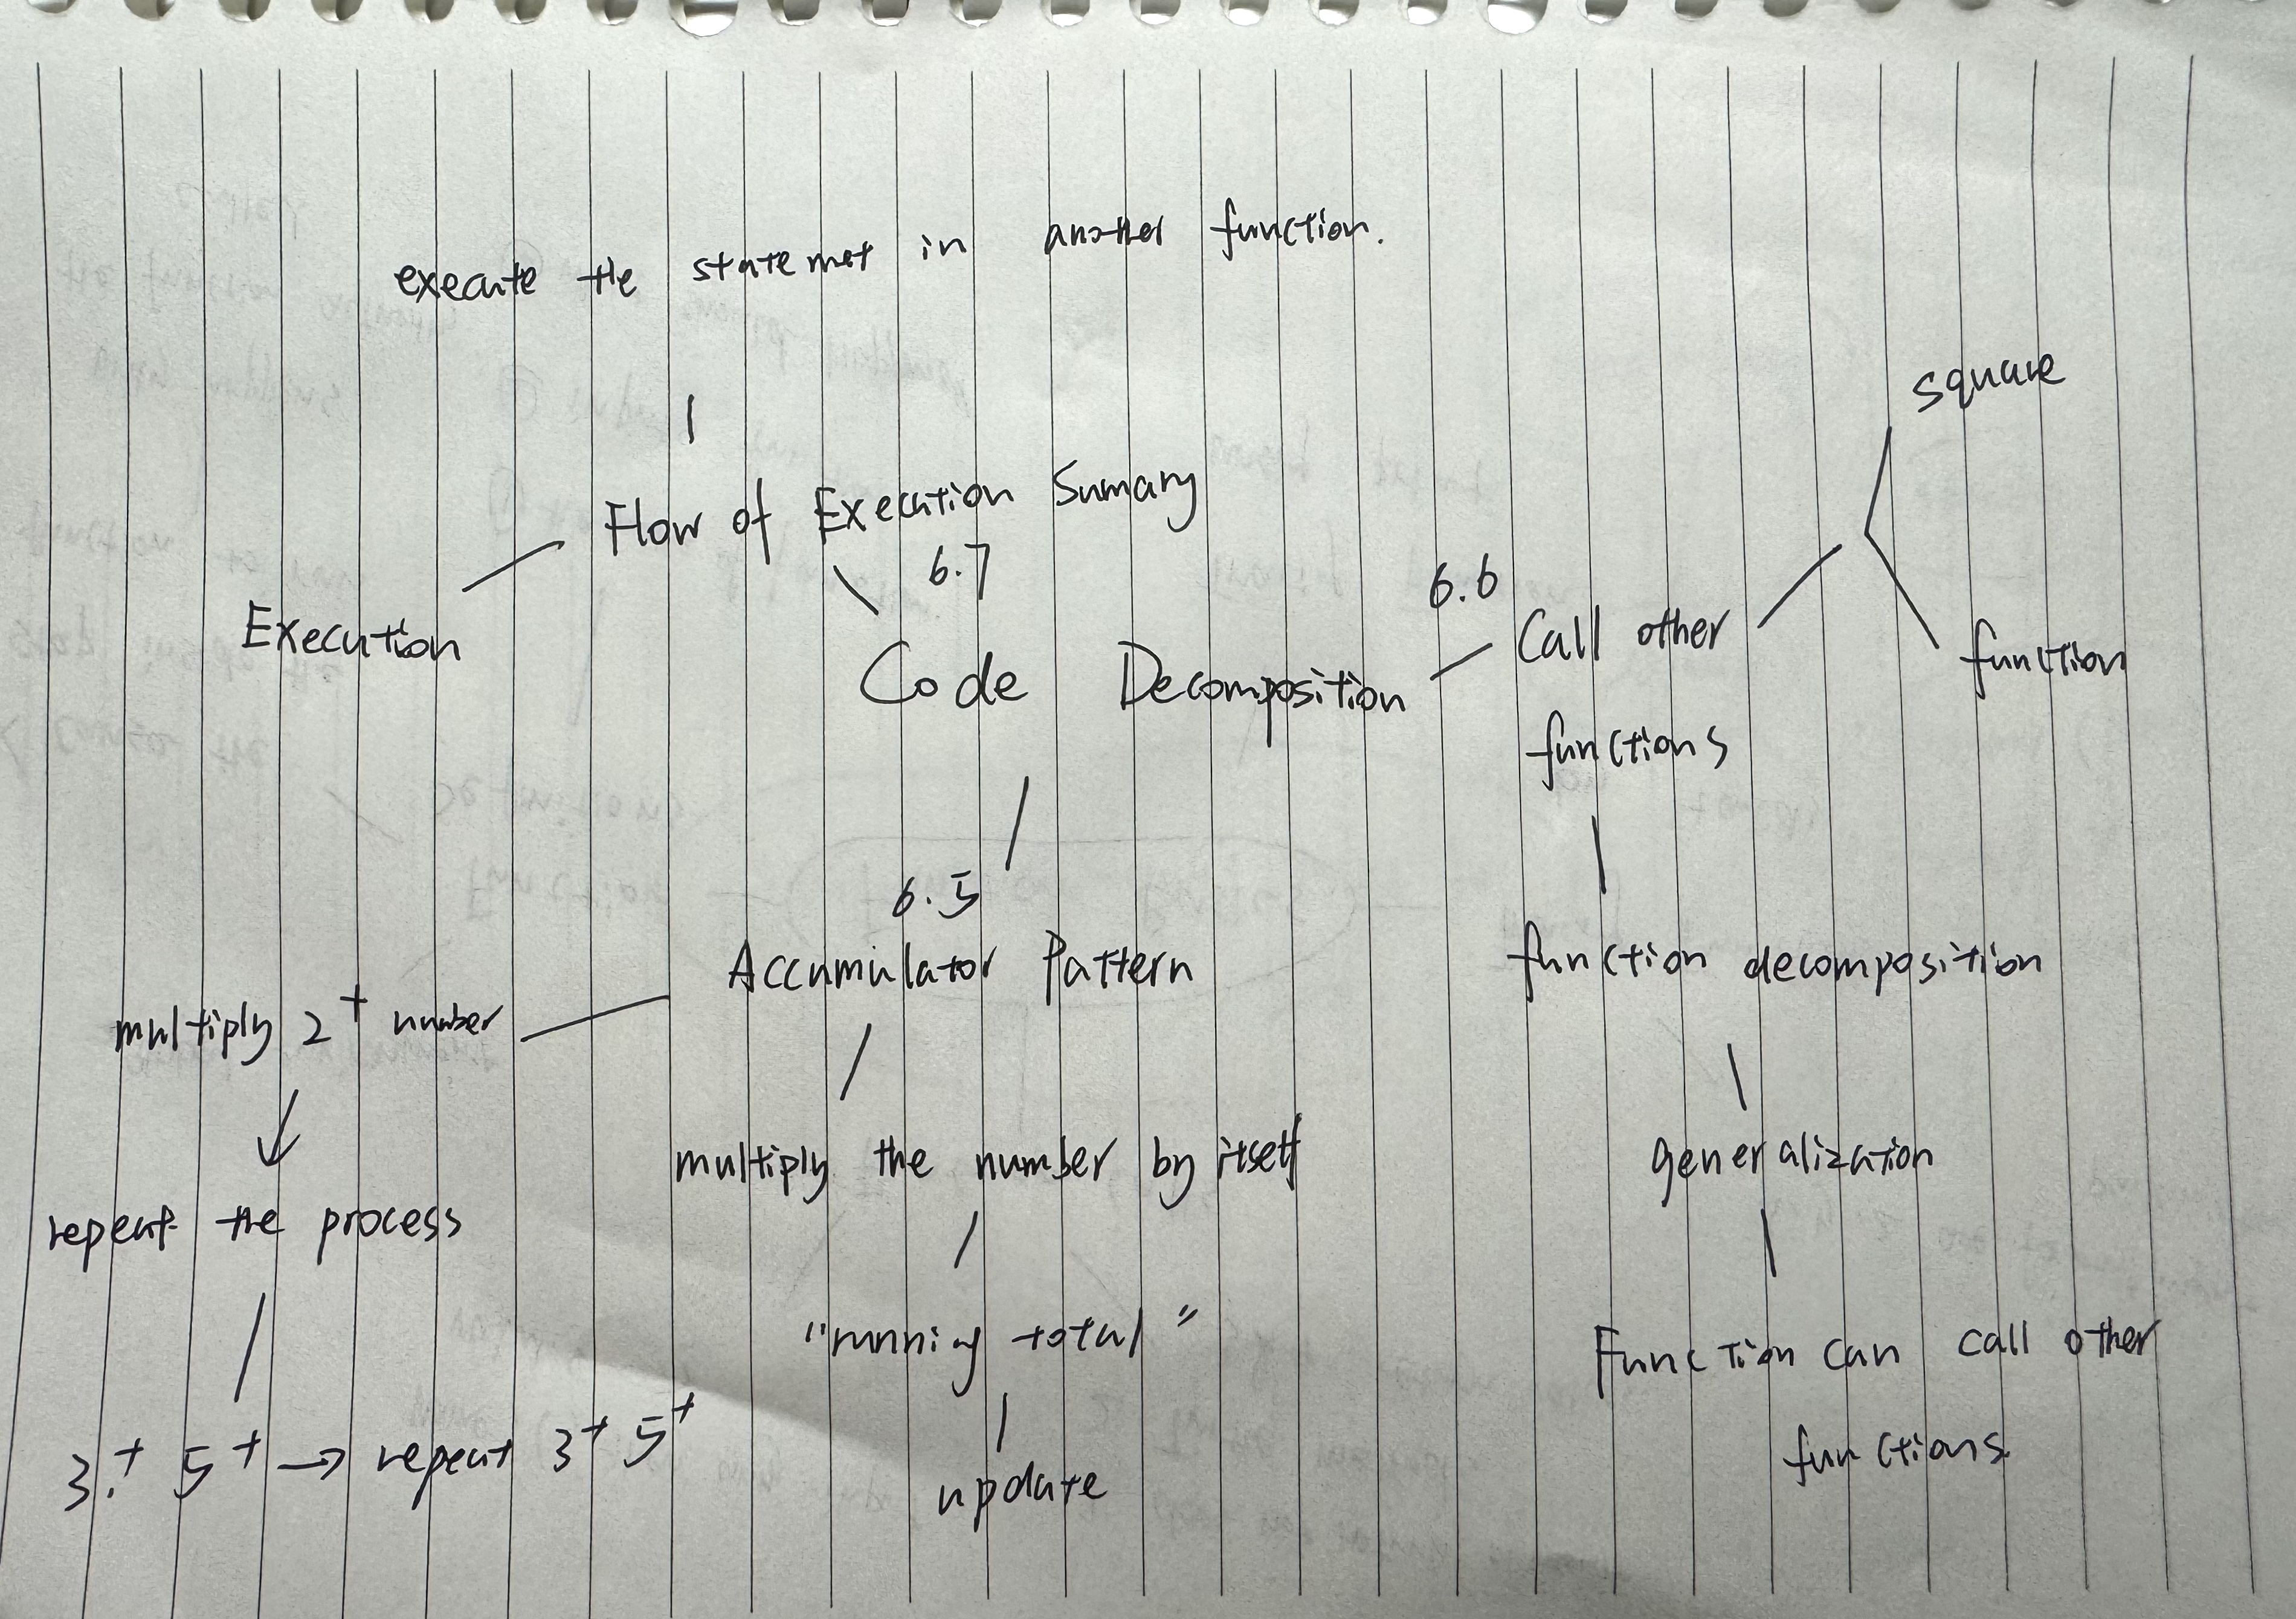 execute the statemet in another function.
square
Flow of Execution Sumary
6.7
6.6
Execution
Call other
function
Code Decomposition
functions
6.5
Accumulator Pattern
function decomposition
multiply 2+ number
multiply the number by itself
generalization
repeat the process
"running total"
Function can call other
functions
3.+ 5+ → repeat 3+ 5+
update